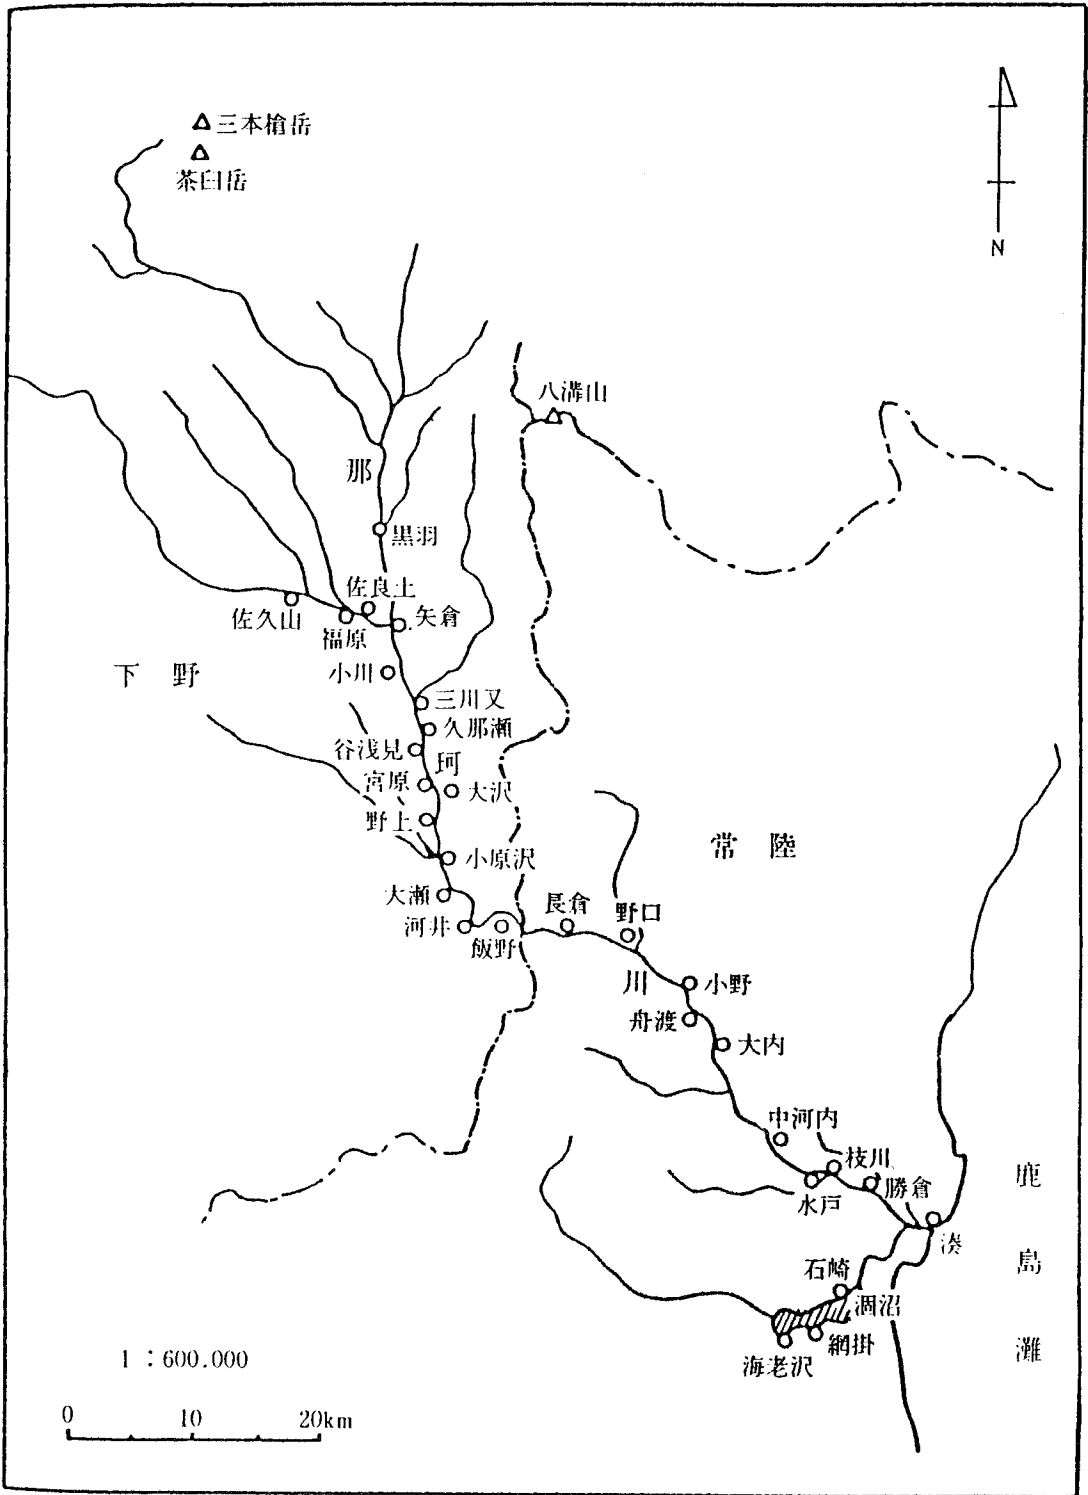 三本槍岳
茶臼岳
N
八溝山
那
黒羽
佐良土
佐久山
福原
矢倉
下野
小川
三川又
久那瀬
谷浅見
珂
宮原
大沢
野上
常陸
小原沢
大瀬
長倉
野口
河井
飯野
川
小野
舟渡
大内
中河内
枝川
水戸
勝倉
鹿島灘
湊
石崎
涸沼
網掛
海老沢
1:600.000
0 10 20km